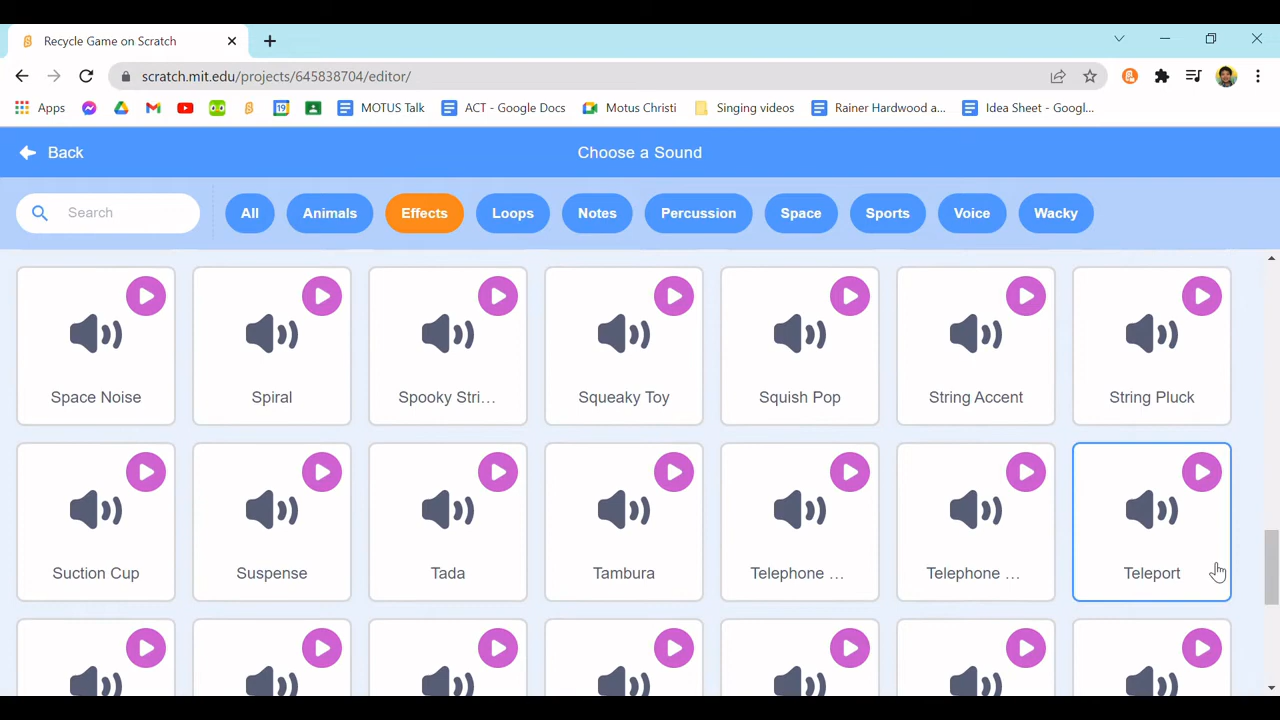 Recycle Game on Scratch
scratch.mit.edu/projects/645838704/editor/
Apps MOTUS Talk ACT - Google Docs Motus Christi Singing videos Rainer Hardwood a... Idea Sheet - Googl...
Back Choose a Sound
Search All Animals Effects Loops Notes Percussion Space Sports Voice Wacky
Space Noise Spiral Spooky Stri... Squeaky Toy Squish Pop String Accent String Pluck
Suction Cup Suspense Tada Tambura Telephone ... Telephone ... Teleport